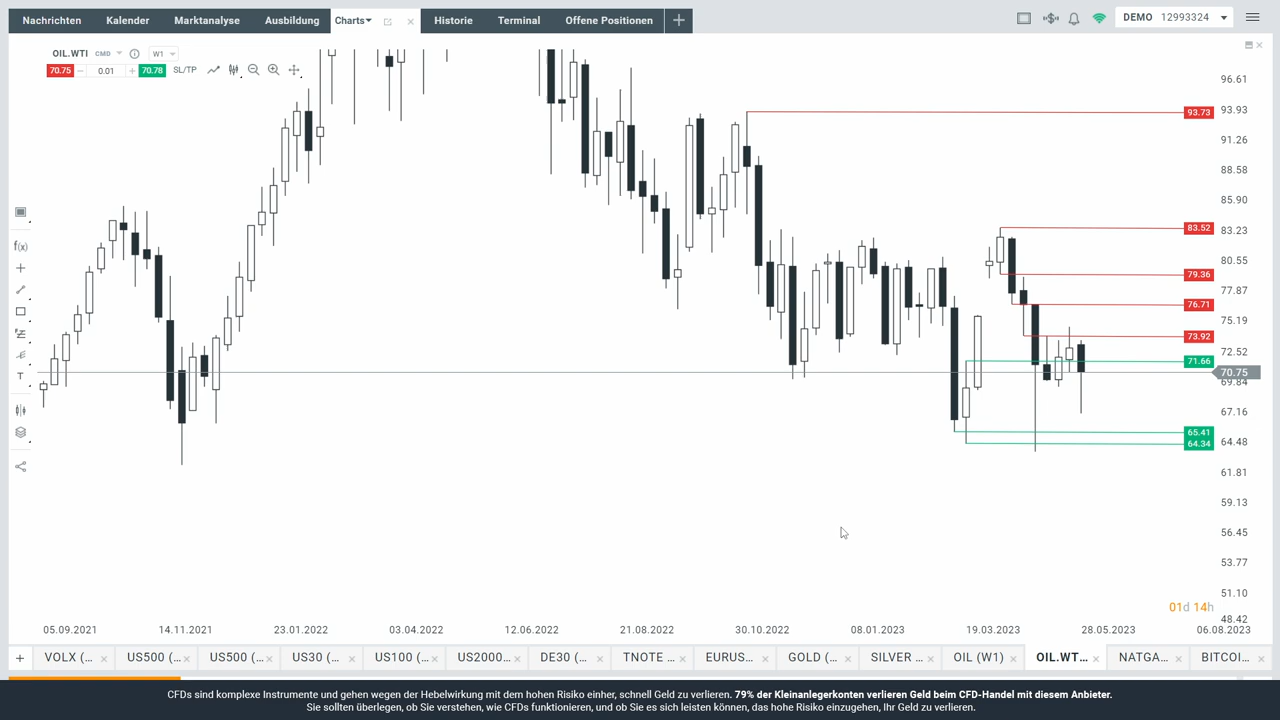 Nachrichten Kalender Marktanalyse Ausbildung Charts Historie Terminal Offene Positionen DEMO 12993324
OIL.WTI CMD W1
70.75 0.01 70.78 SL/TP
96.61
93.93
93.73
91.26
88.58
85.90
83.52
83.23
80.55
79.36
77.87
76.71
75.19
73.92
72.52
71.66
70.75
69.84
67.16
65.41
64.48
64.34
61.81
59.13
56.45
53.77
51.10
48.42
f(x)
T
01d 14h
05.09.2021 14.11.2021 23.01.2022 03.04.2022 12.06.2022 21.08.2022 30.10.2022 08.01.2023 19.03.2023 28.05.2023 06.08.2023
VOLX (... US500 (... US500 (... US30 (... US100 (... US2000... DE30 (... TNOTE ... EURUS... GOLD (... SILVER ... OIL (W1) OIL.WT... NATGA... BITCOI...
CFDs sind komplexe Instrumente und gehen wegen der Hebelwirkung mit dem hohen Risiko einher, schnell Geld zu verlieren. 79% der Kleinanlegerkonten verlieren Geld beim CFD-Handel mit diesem Anbieter.
Sie sollten überlegen, ob Sie verstehen, wie CFDs funktionieren, und ob Sie es sich leisten können, das hohe Risiko einzugehen, Ihr Geld zu verlieren.